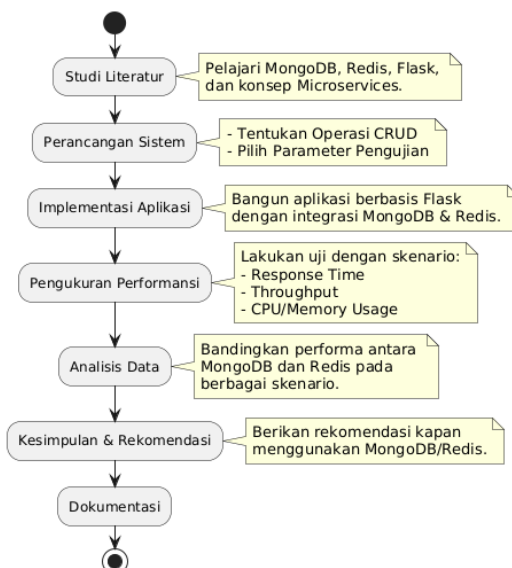 Studi Literatur
Pelajari MongoDB, Redis, Flask,
dan konsep Microservices.
Perancangan Sistem
- Tentukan Operasi CRUD
- Pilih Parameter Pengujian
Implementasi Aplikasi
Bangun aplikasi berbasis Flask
dengan integrasi MongoDB & Redis.
Pengukuran Performansi
Lakukan uji dengan skenario:
- Response Time
- Throughput
- CPU/Memory Usage
Analisis Data
Bandingkan performa antara
MongoDB dan Redis pada
berbagai skenario.
Kesimpulan & Rekomendasi
Berikan rekomendasi kapan
menggunakan MongoDB/Redis.
Dokumentasi